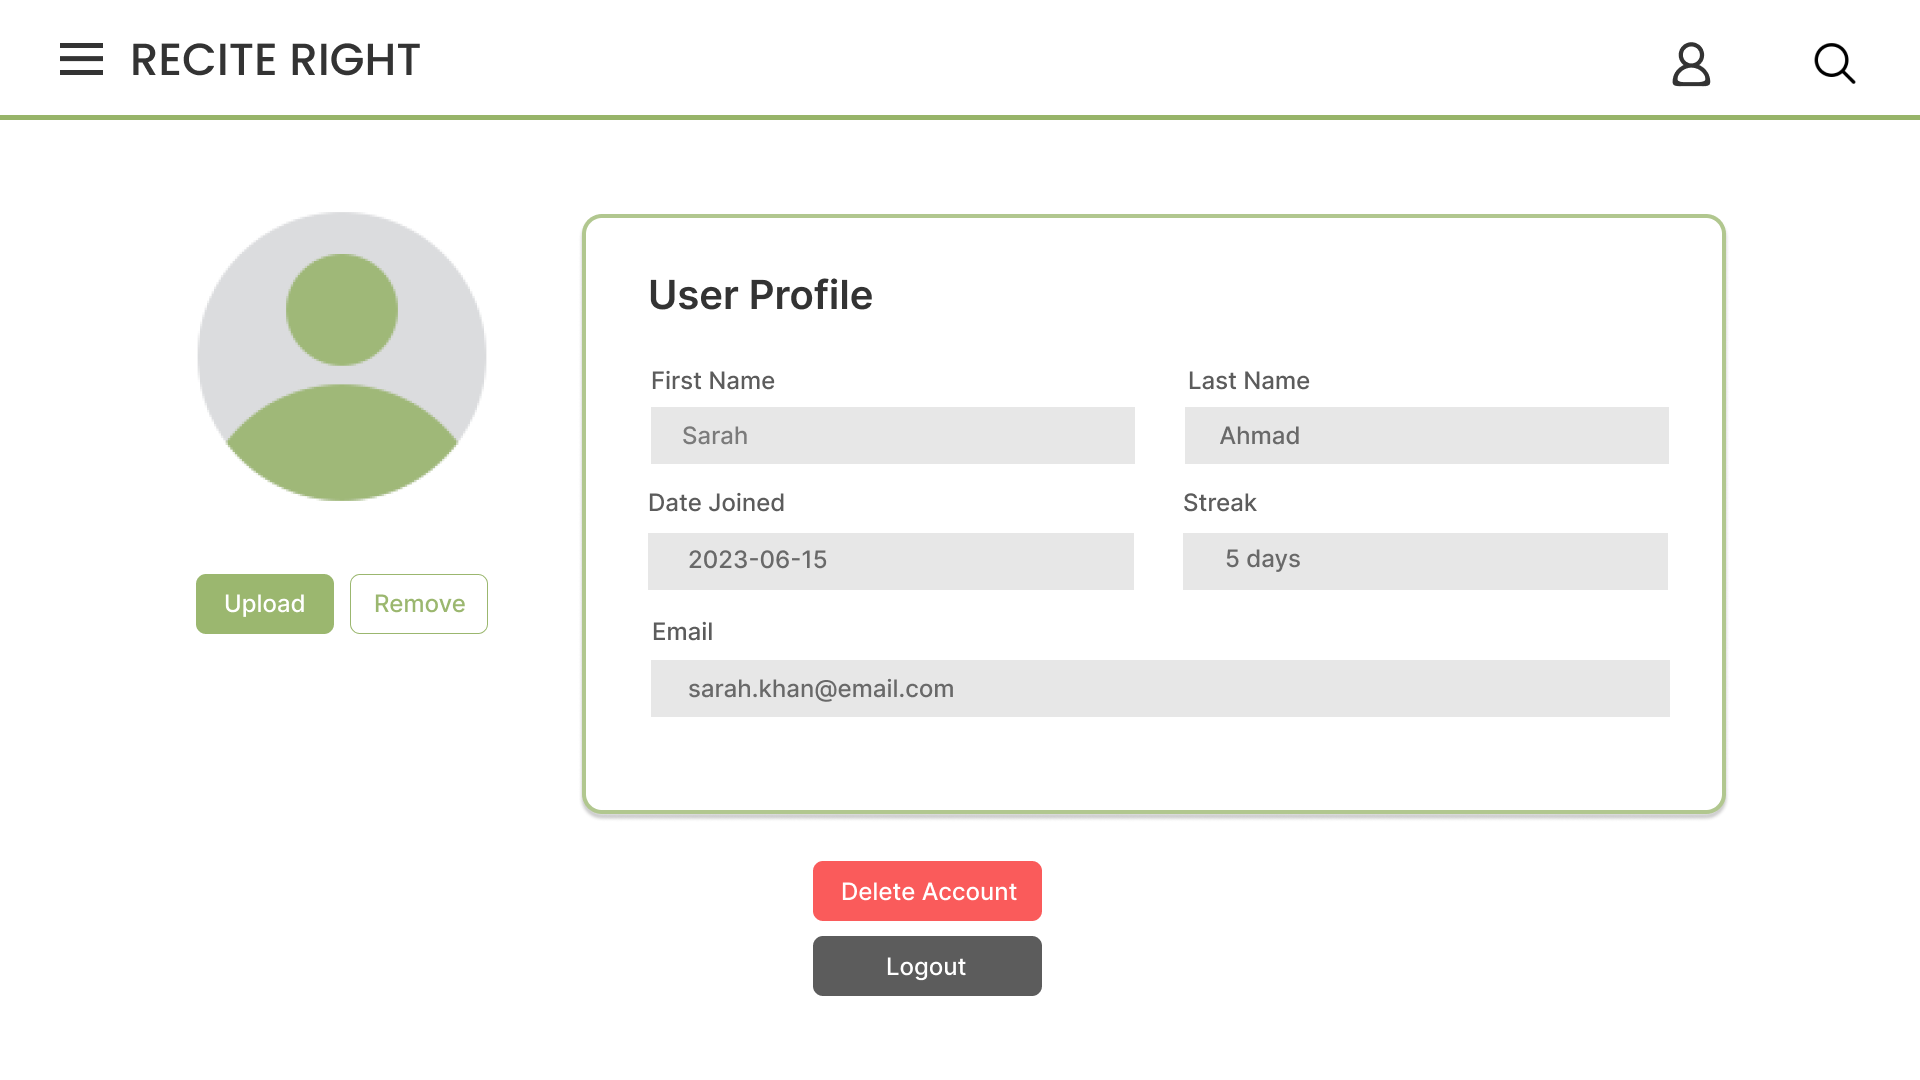 RECITE RIGHT
User Profile
First Name
Last Name
Sarah
Ahmad
Date Joined
Streak
2023-06-15
5 days
Email
sarah.khan@email.com
Upload
Remove
Delete Account
Logout